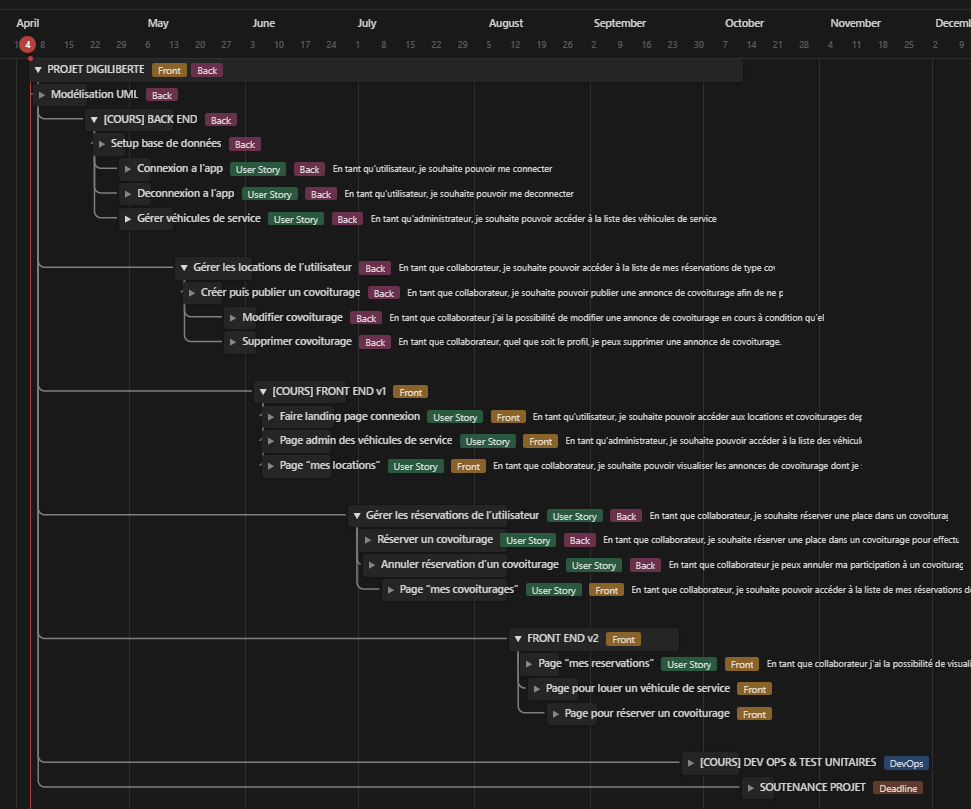 April May June July August September October November Decem
1 4 8 15 22 29 6 13 20 27 3 10 17 24 1 8 15 22 29 5 12 19 26 2 9 16 23 30 7 14 21 28 4 11 18 25 2 9
PROJET DIGILIBERTE Front Back
Modélisation UML Back
[COURS] BACK END Back
Setup base de données Back
Connexion a l'app User Story Back En tant qu'utilisateur, je souhaite pouvoir me connecter
Deconnexion a l'app User Story Back En tant qu'utilisateur, je souhaite pouvoir me deconnecter
Gérer véhicules de service User Story Back En tant qu'administrateur, je souhaite pouvoir accéder à la liste des véhicules de service
Gérer les locations de l'utilisateur Back En tant que collaborateur, je souhaite pouvoir accéder à la liste de mes réservations de type cov
Créer puis publier un covoiturage Back En tant que collaborateur, je souhaite pouvoir publier une annonce de covoiturage afin de ne p
Modifier covoiturage Back En tant que collaborateur j'ai la possibilité de modifier une annonce de covoiturage en cours à condition qu'el
Supprimer covoiturage Back En tant que collaborateur, quel que soit le profil, je peux supprimer une annonce de covoiturage.
[COURS] FRONT END v1 Front
Faire landing page connexion User Story Front En tant qu'utilisateur, je souhaite pouvoir accéder aux locations et covoiturages dep
Page admin des véhicules de service User Story Front En tant qu'administrateur, je souhaite pouvoir accéder à la liste des véhicul
Page "mes locations" User Story Front En tant que collaborateur, je souhaite pouvoir visualiser les annonces de covoiturage dont je
Gérer les réservations de l'utilisateur User Story Back En tant que collaborateur, je souhaite réserver une place dans un covoiturag
Réserver un covoiturage User Story Back En tant que collaborateur, je souhaite réserver une place dans un covoiturage pour effectu
Annuler réservation d'un covoiturage User Story Back En tant que collaborateur je peux annuler ma participation à un covoiturag
Page "mes covoiturages" User Story Front En tant que collaborateur, je souhaite pouvoir accéder à la liste de mes réservations d
FRONT END v2 Front
Page "mes reservations" User Story Front En tant que collaborateur j'ai la possibilité de visuali
Page pour louer un véhicule de service Front
Page pour réserver un covoiturage Front
[COURS] DEV OPS & TEST UNITAIRES DevOps
SOUTENANCE PROJET Deadline